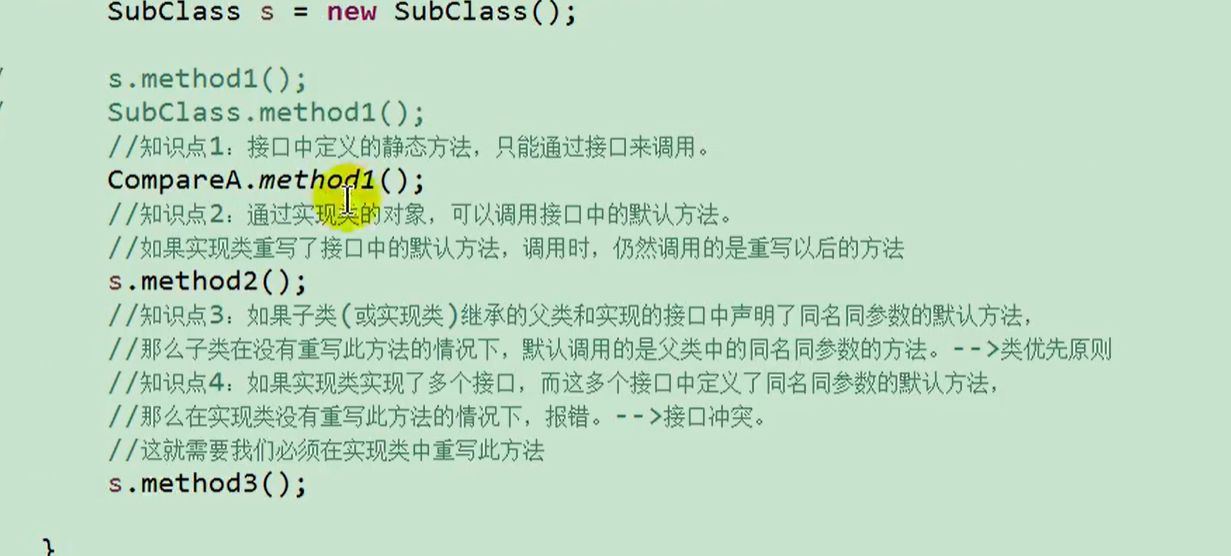 SubClass s = new SubClass();
/ s.method1();
/ SubClass.method1();
//知识点1：接口中定义的静态方法，只能通过接口来调用。
CompareA.method1();
//知识点2：通过实现类的对象，可以调用接口中的默认方法。
//如果实现类重写了接口中的默认方法，调用时，仍然调用的是重写以后的方法
s.method2();
//知识点3：如果子类(或实现类)继承的父类和实现的接口中声明了同名同参数的默认方法，
//那么子类在没有重写此方法的情况下，默认调用的是父类中的同名同参数的方法。-->类优先原则
//知识点4：如果实现类实现了多个接口，而这多个接口中定义了同名同参数的默认方法，
//那么在实现类没有重写此方法的情况下，报错。-->接口冲突。
//这就需要我们必须在实现类中重写此方法
s.method3();
}